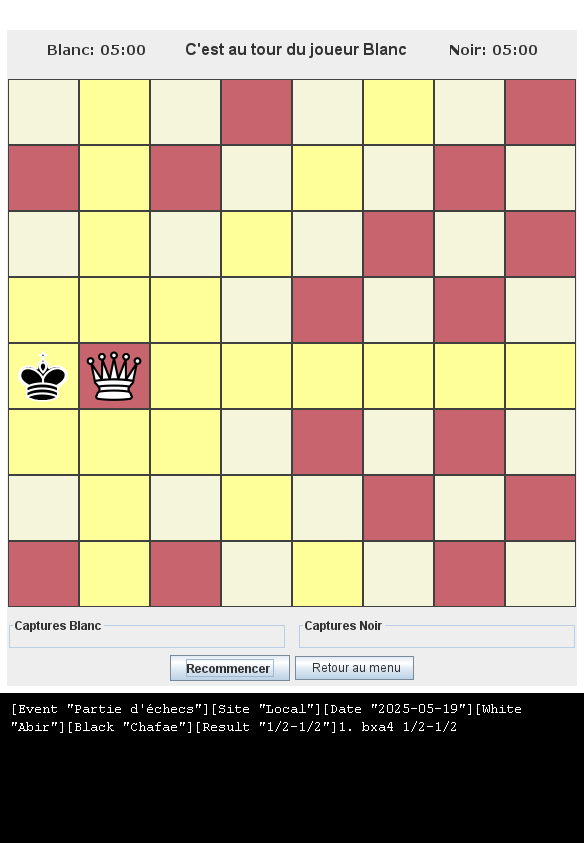 Blanc: 05:00 C'est au tour du joueur Blanc Noir: 05:00
Captures Blanc Captures Noir
Recommencer Retour au menu
[Event "Partie d'échecs"][Site "Local"][Date "2025-05-19"][White
"Abir"][Black "Chafae"][Result "1/2-1/2"]1. bxa4 1/2-1/2